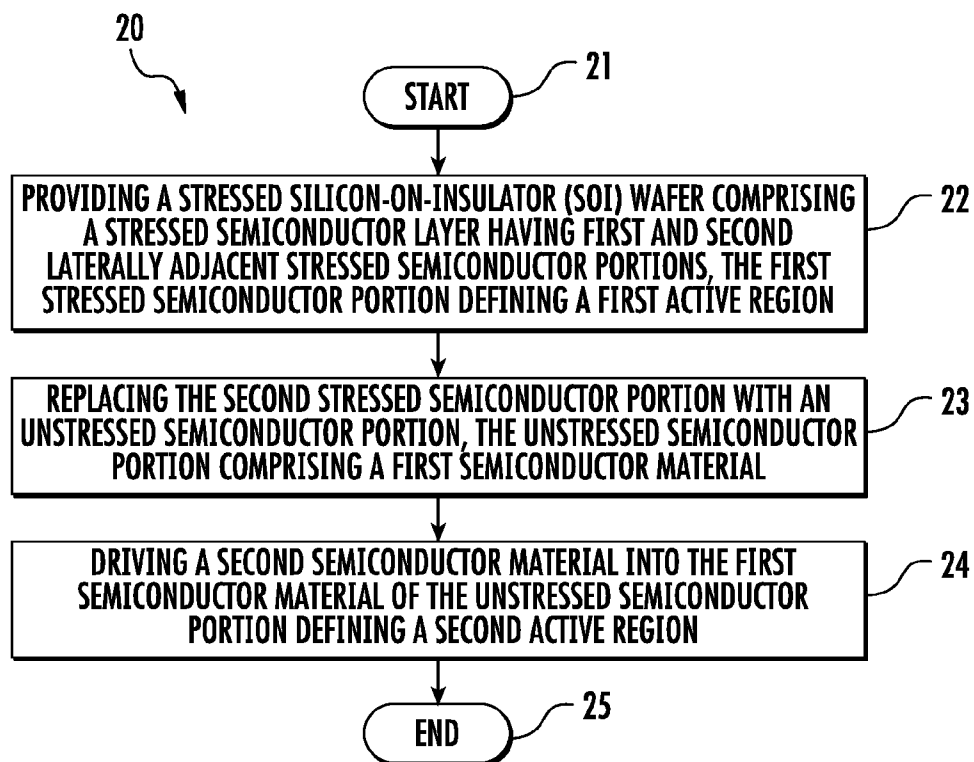 20
START
21
PROVIDING A STRESSED SILICON-ON-INSULATOR (SOI) WAFER COMPRISING
A STRESSED SEMICONDUCTOR LAYER HAVING FIRST AND SECOND
LATERALLY ADJACENT STRESSED SEMICONDUCTOR PORTIONS, THE FIRST
STRESSED SEMICONDUCTOR PORTION DEFINING A FIRST ACTIVE REGION
22
REPLACING THE SECOND STRESSED SEMICONDUCTOR PORTION WITH AN
UNSTRESSED SEMICONDUCTOR PORTION, THE UNSTRESSED SEMICONDUCTOR
PORTION COMPRISING A FIRST SEMICONDUCTOR MATERIAL
23
DRIVING A SECOND SEMICONDUCTOR MATERIAL INTO THE FIRST
SEMICONDUCTOR MATERIAL OF THE UNSTRESSED SEMICONDUCTOR
PORTION DEFINING A SECOND ACTIVE REGION
24
END
25